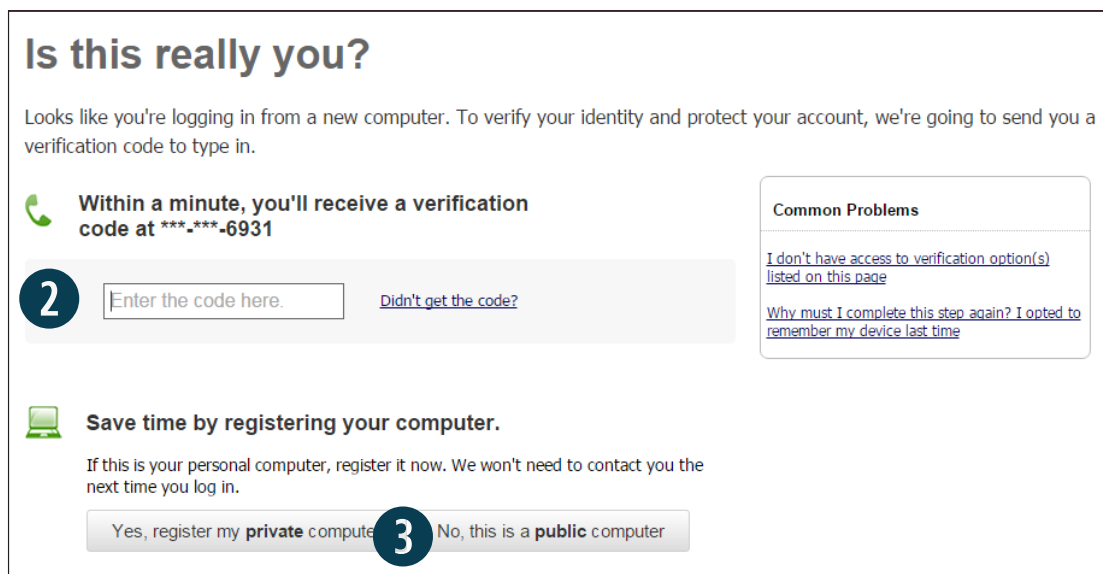 Is this really you?
Looks like you're logging in from a new computer. To verify your identity and protect your account, we're going to send you a
verification code to type in.
Within a minute, you'll receive a verification
code at ***-***-6931
2
Enter the code here.
Didn't get the code?
Common Problems
I don't have access to verification option(s)
listed on this page
Why must I complete this step again? I opted to
remember my device last time
Save time by registering your computer.
If this is your personal computer, register it now. We won't need to contact you the
next time you log in.
Yes, register my private compute
3
No, this is a public computer